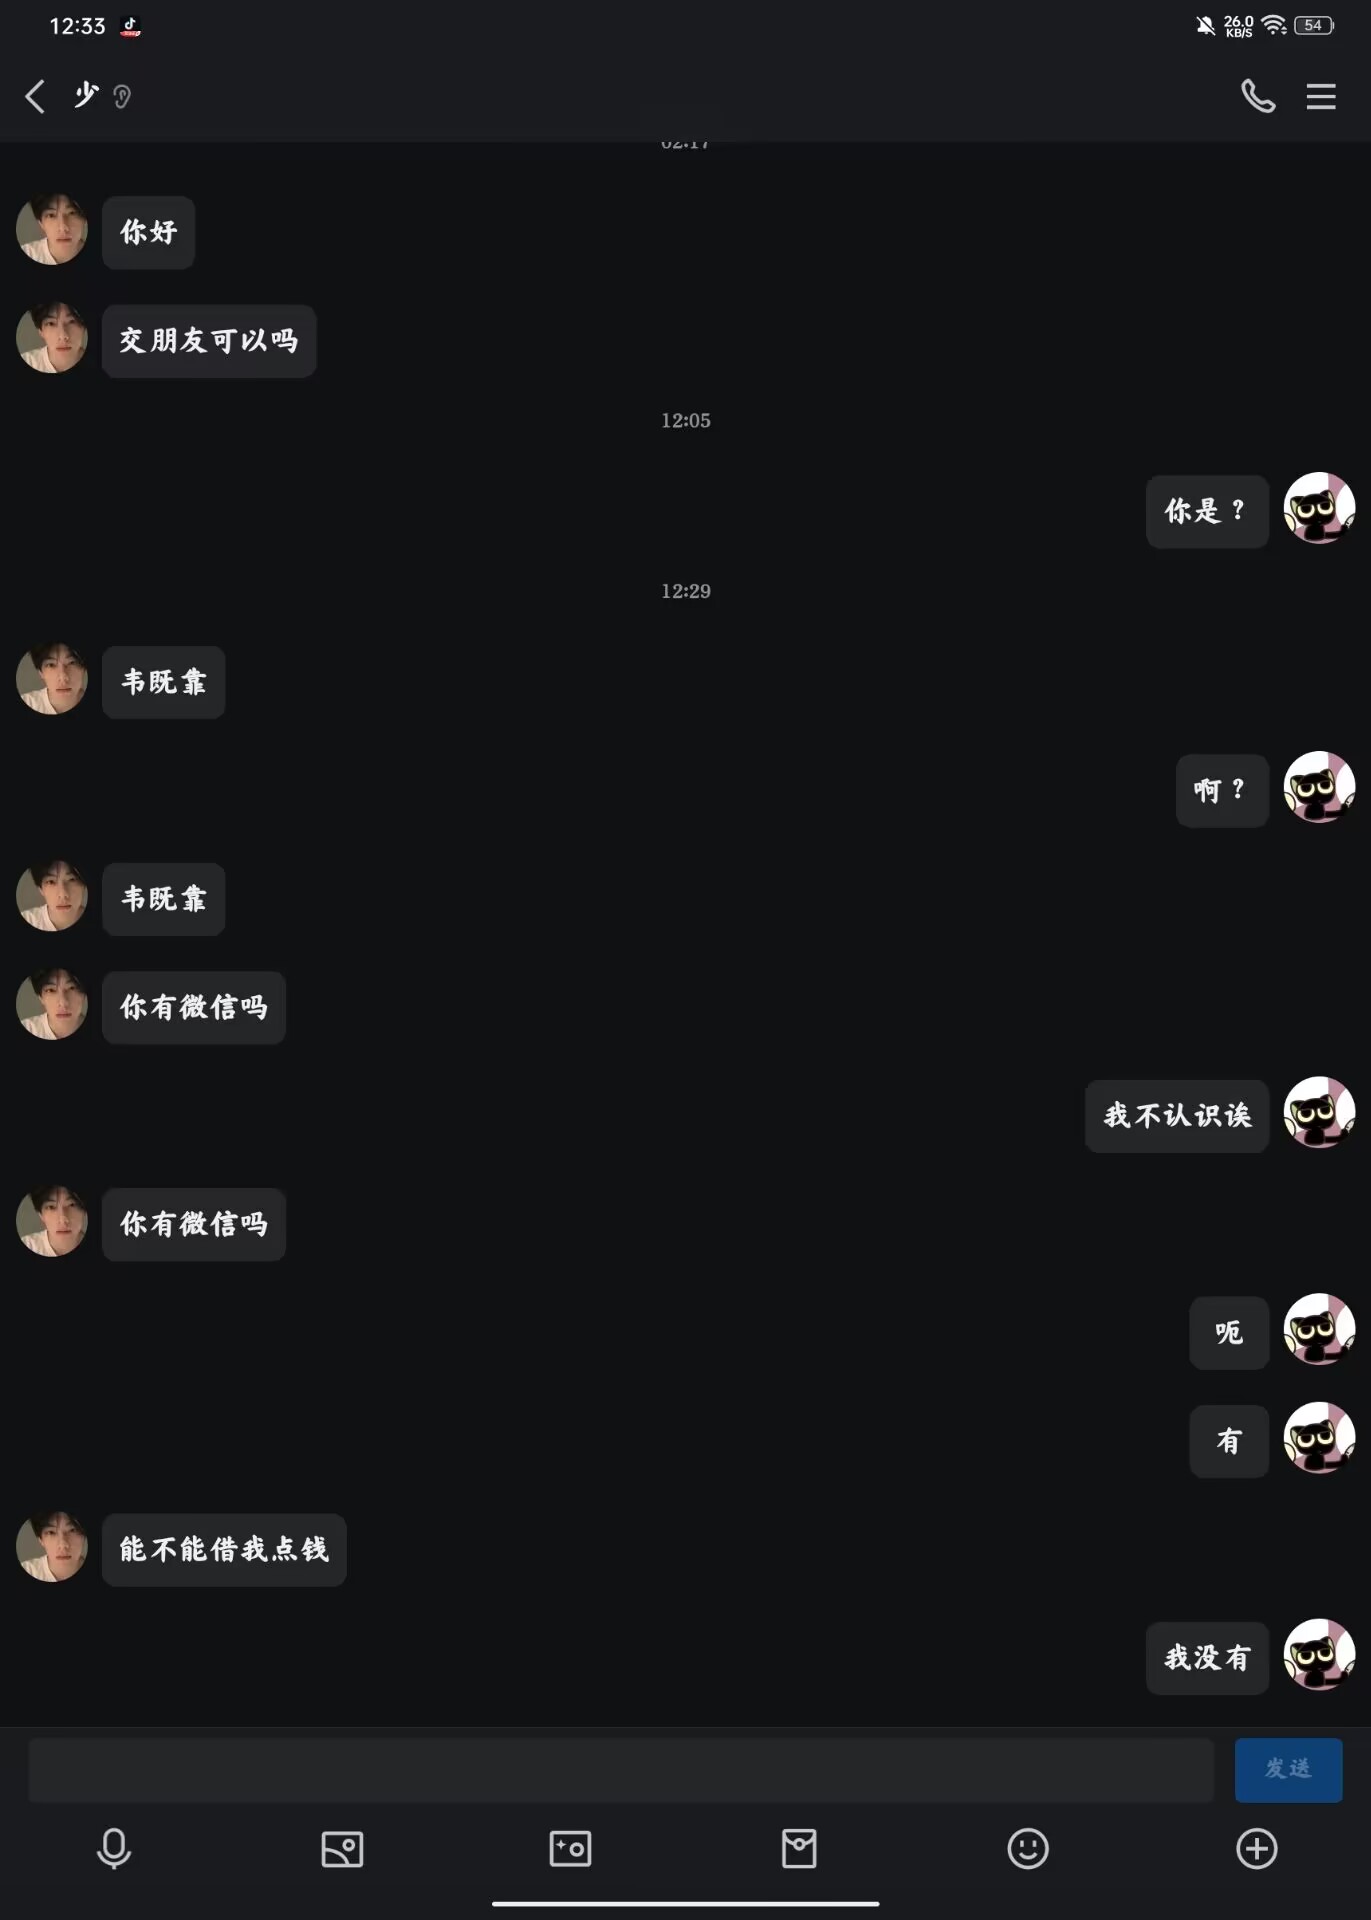 12:33
26.0
KB/S
54
少
02:17
你好
交朋友可以吗
12:05
你是？
12:29
韦既靠
啊？
韦既靠
你有微信吗
我不认识诶
你有微信吗
呃
有
能不能借我点钱
我没有
发送